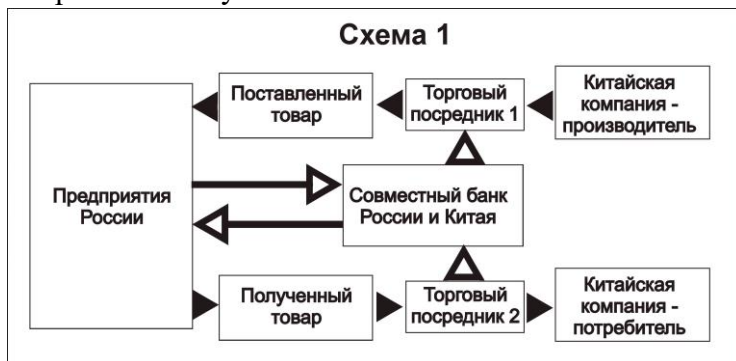 Схема 1
Поставленный
товар
Торговый
посредник 1
Китайская
компания -
производитель
Предприятия
России
Совместный банк
России и Китая
Полученный
товар
Торговый
посредник 2
Китайская
компания -
потребитель